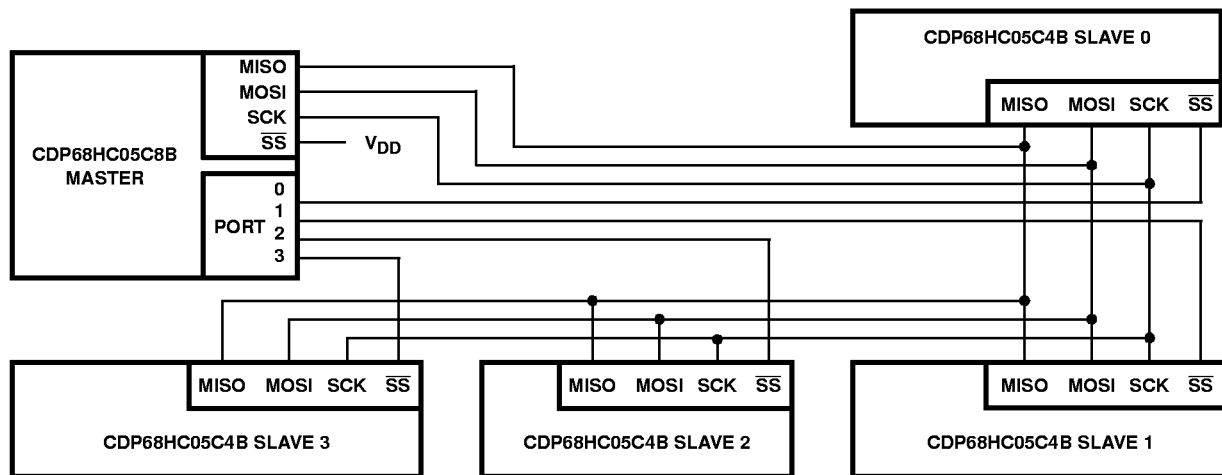 CDP68HC05C8B
MASTER
MISO
MOSI
SCK
SS
V_DD
PORT
0
1
2
3
CDP68HC05C4B SLAVE 0
MISO MOSI SCK SS
MISO MOSI SCK SS
CDP68HC05C4B SLAVE 3
MISO MOSI SCK SS
CDP68HC05C4B SLAVE 2
MISO MOSI SCK SS
CDP68HC05C4B SLAVE 1